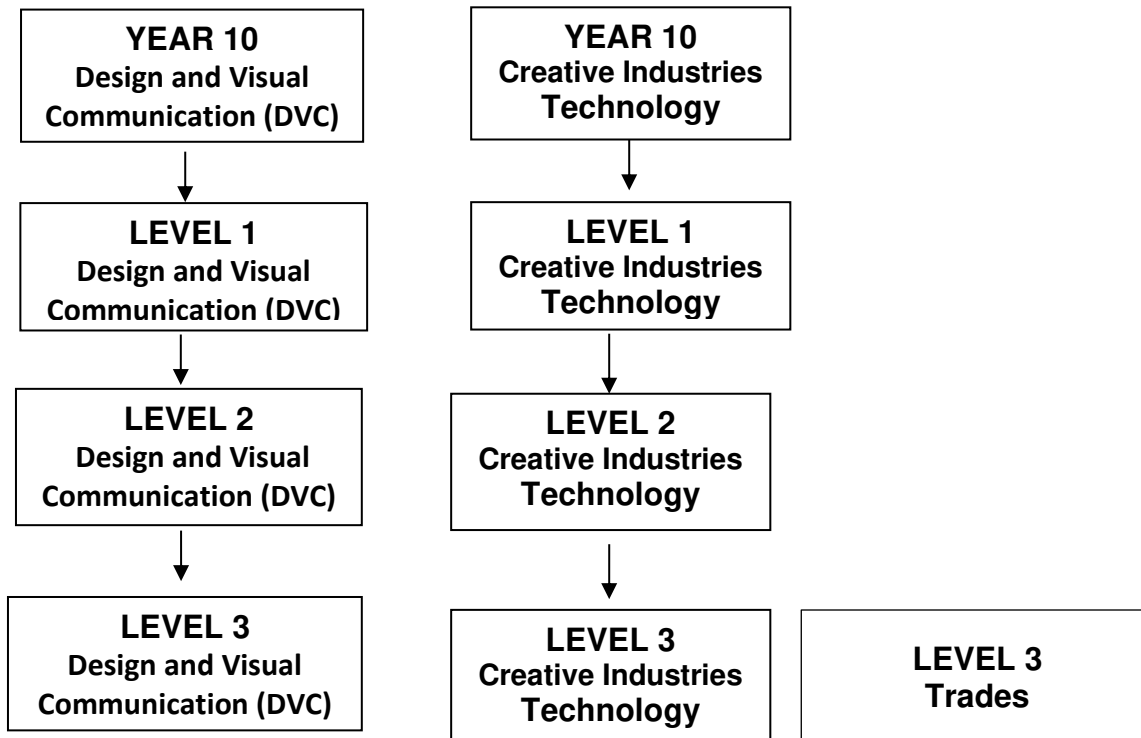 YEAR 10
Design and Visual
Communication (DVC)
YEAR 10
Creative Industries
Technology
LEVEL 1
Design and Visual
Communication (DVC)
LEVEL 1
Creative Industries
Technology
LEVEL 2
Design and Visual
Communication (DVC)
LEVEL 2
Creative Industries
Technology
LEVEL 3
Design and Visual
Communication (DVC)
LEVEL 3
Creative Industries
Technology
LEVEL 3
Trades